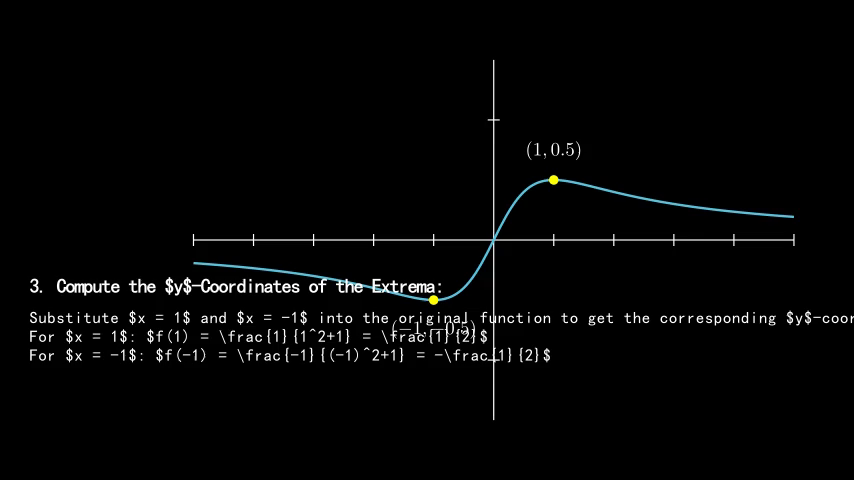 (1, 0.5)
3. Compute the $y$-Coordinates of the Extrema:
Substitute $x = 1$ and $x = -1$ into the original function to get the corresponding $y$-coor
(−1, −0.5)
For $x = 1$: $f(1) = \frac{1}{1^2+1} = \frac{1}{2}$
For $x = -1$: $f(-1) = \frac{-1}{(-1)^2+1} = -\frac{1}{2}$